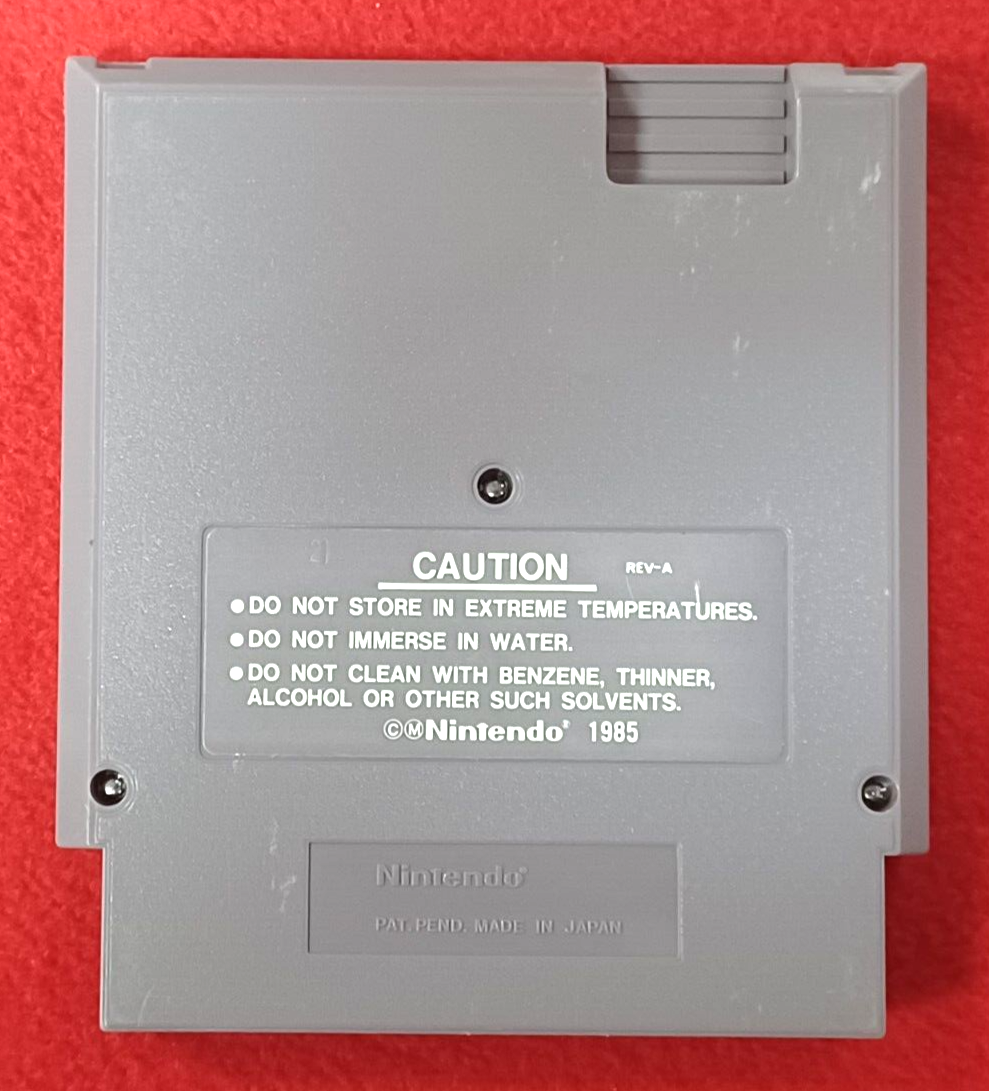 CAUTION REV-A
●DO NOT STORE IN EXTREME TEMPERATURES.
●DO NOT IMMERSE IN WATER.
●DO NOT CLEAN WITH BENZENE, THINNER,
ALCOHOL OR OTHER SUCH SOLVENTS.
©ⓂNintendo® 1985
Nintendo®
PAT. PEND. MADE IN JAPAN